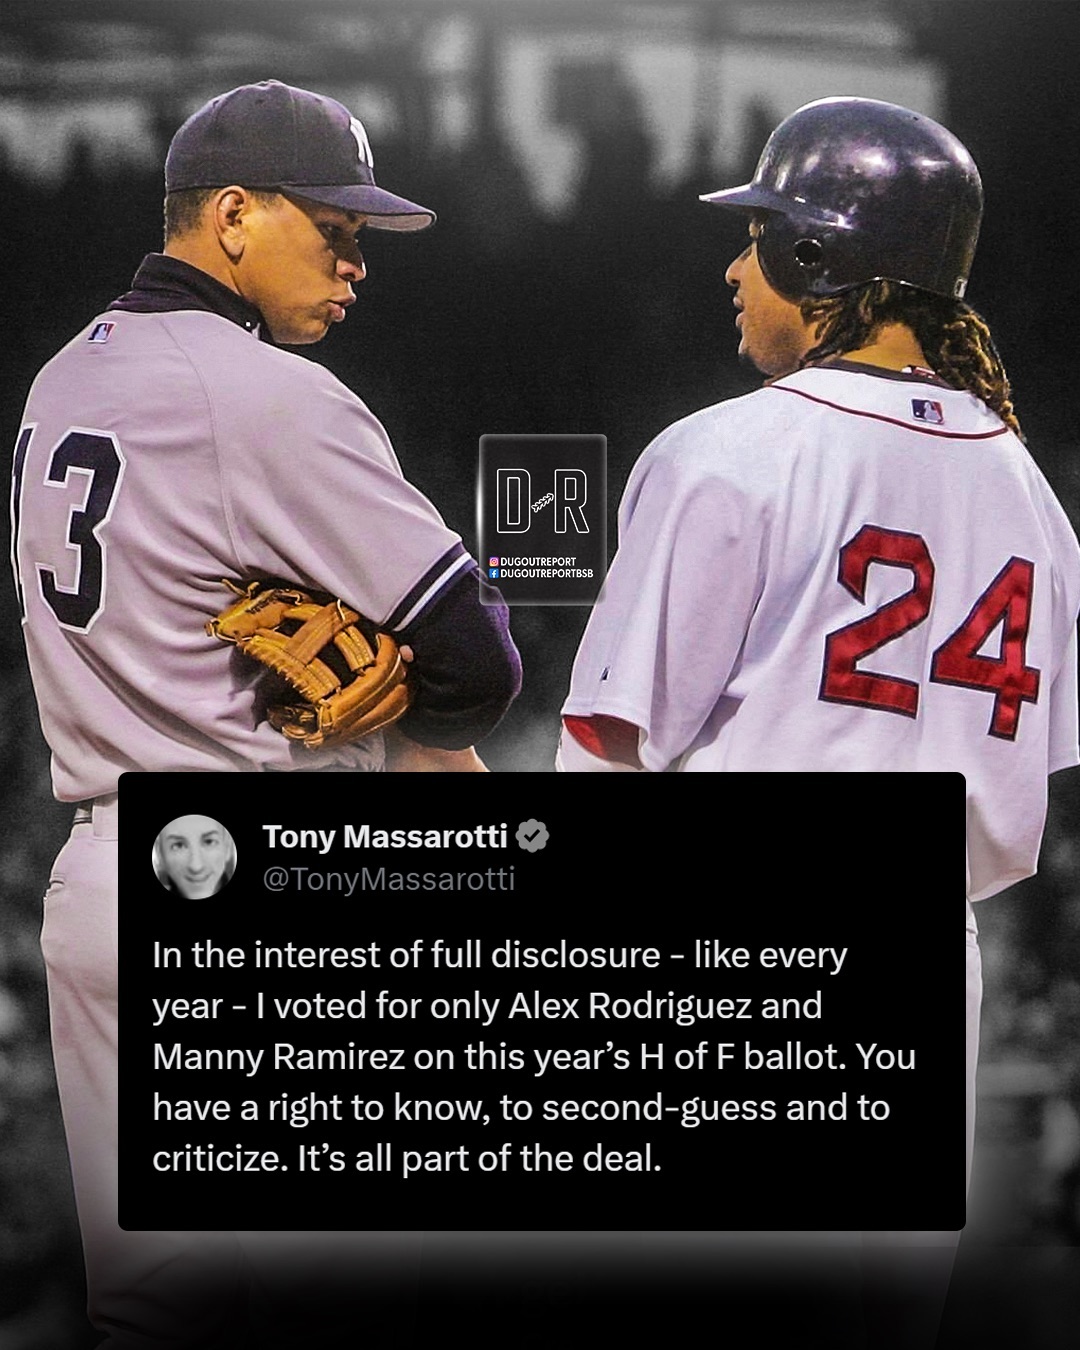 N
13
24
D R
DUGOUTREPORT
DUGOUTREPORTBSB
Tony Massarotti
@TonyMassarotti
In the interest of full disclosure - like every
year - I voted for only Alex Rodriguez and
Manny Ramirez on this year’s H of F ballot. You
have a right to know, to second-guess and to
criticize. It’s all part of the deal.